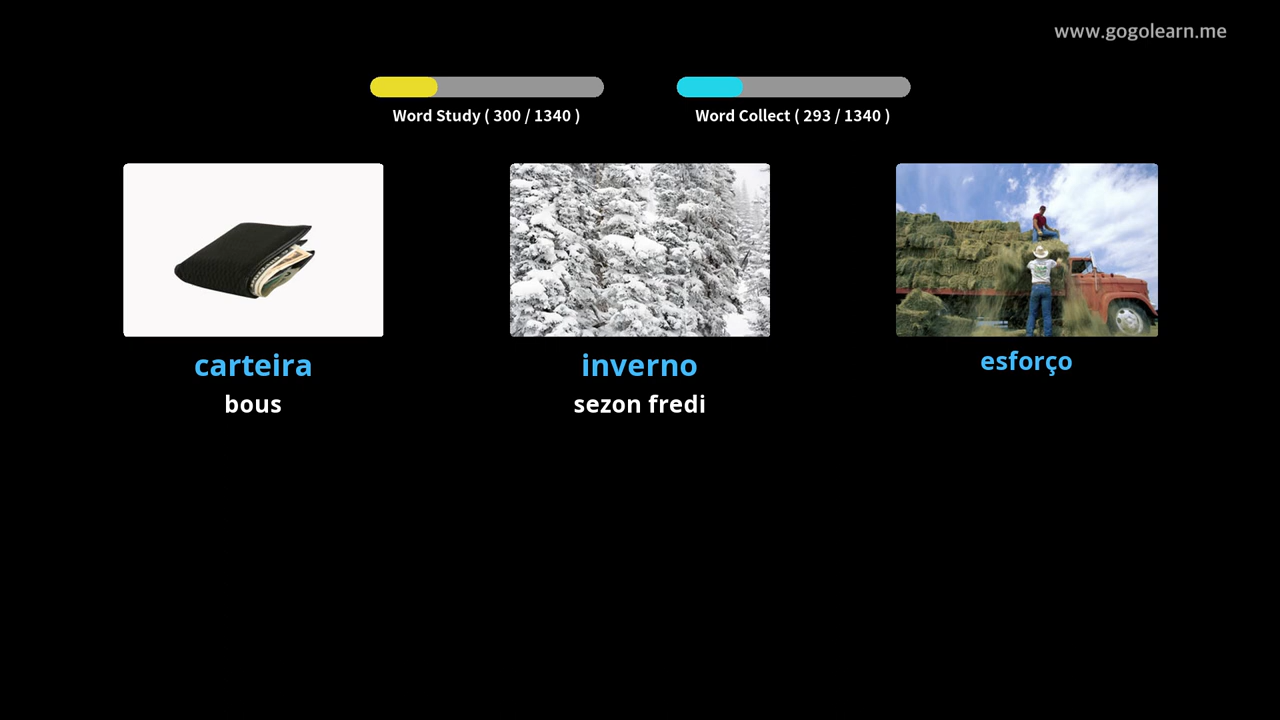 www.gogolearn.me
Word Study ( 300 / 1340 )
Word Collect ( 293 / 1340 )
carteira
inverno
esforço
bous
sezon fredi